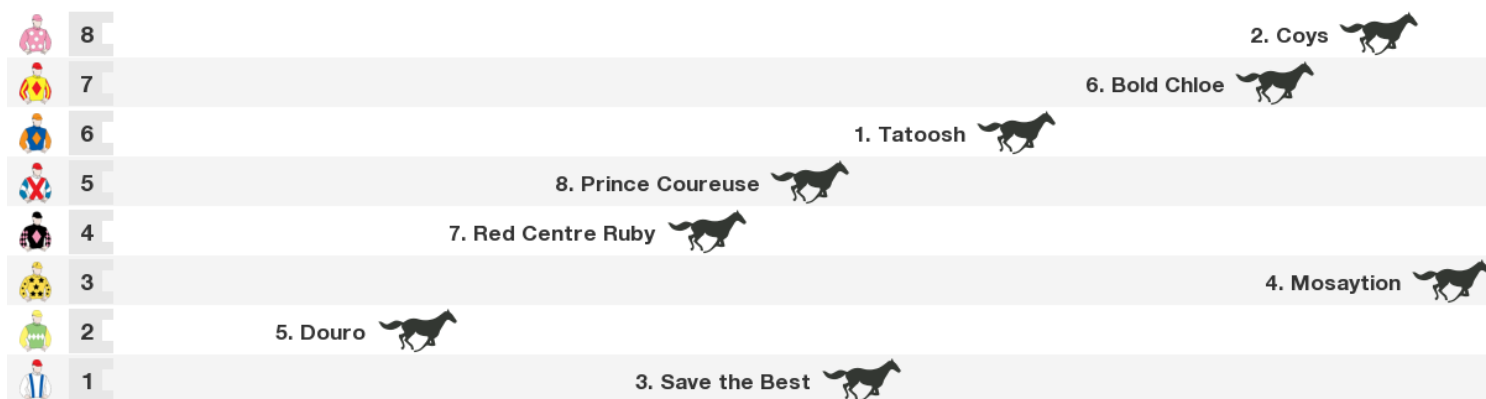 8 2. Coys
7 6. Bold Chloe
6 1. Tatoosh
5 8. Prince Coureuse
4 7. Red Centre Ruby
3 4. Mosaytion
2 5. Douro
1 3. Save the Best